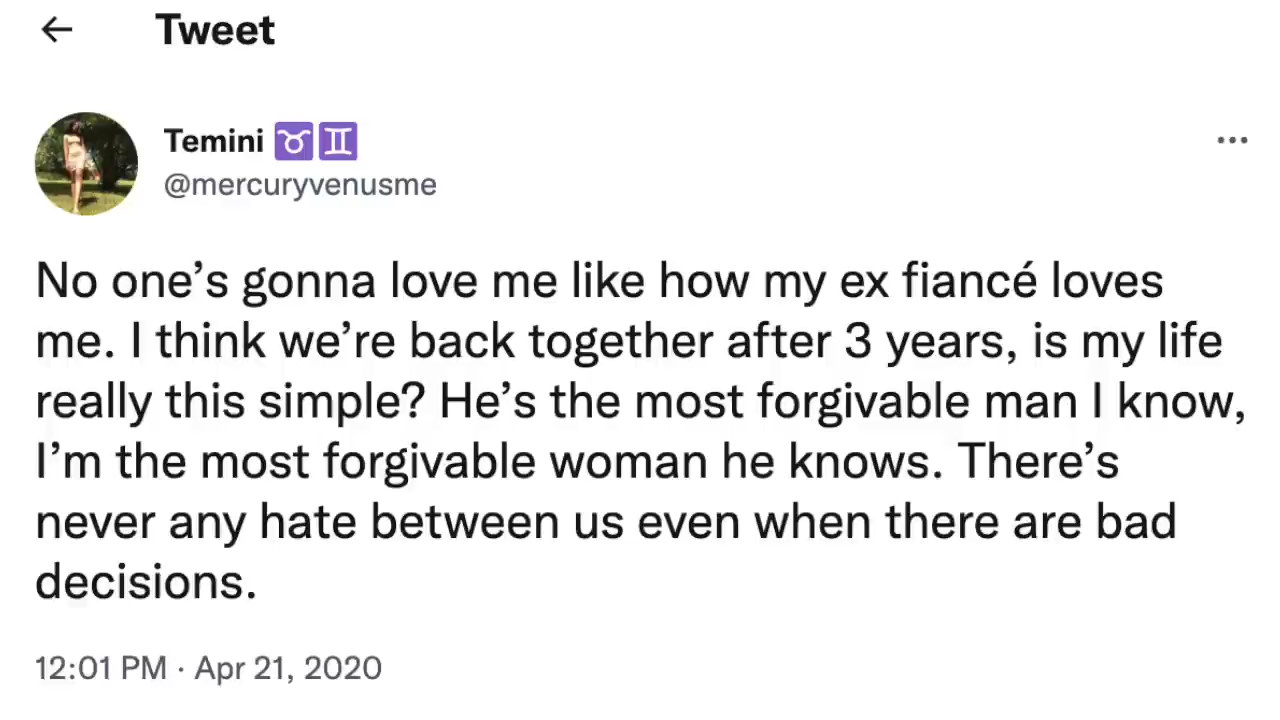 ← Tweet
Temini ♉♊
@mercuryvenusme
No one’s gonna love me like how my ex fiancé loves
me. I think we’re back together after 3 years, is my life
really this simple? He’s the most forgivable man I know,
I’m the most forgivable woman he knows. There’s
never any hate between us even when there are bad
decisions.
12:01 PM · Apr 21, 2020